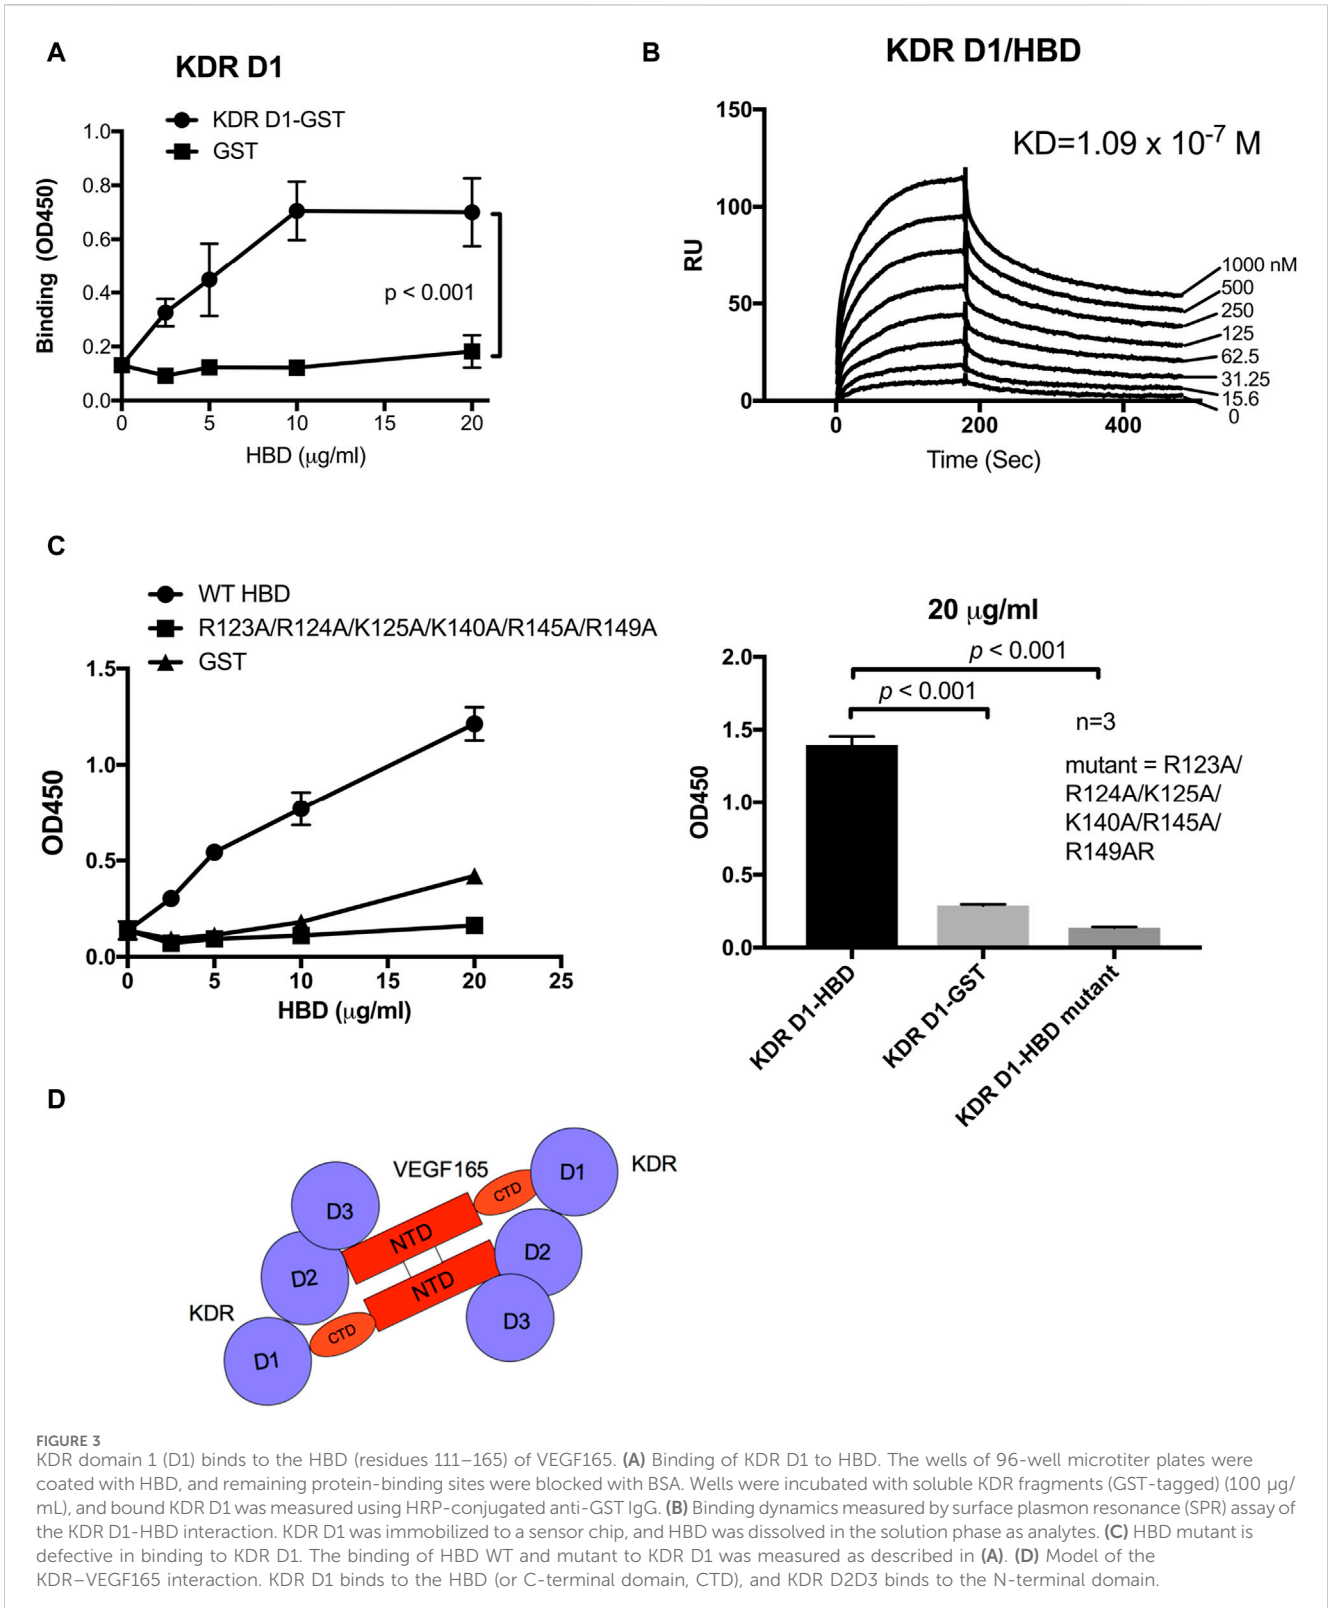 A
KDR D1
KDR D1-GST
GST
1.0
0.8
0.6
0.4
0.2
0.0
Binding (OD450)
p < 0.001
0 5 10 15 20
HBD (μg/ml)
B
KDR D1/HBD
KD=1.09 x 10-7 M
150
100
50
0
RU
1000 nM
500
250
125
62.5
31.25
15.6
0
0 200 400
Time (Sec)
C
WT HBD
R123A/R124A/K125A/K140A/R145A/R149A
GST
1.5
1.0
0.5
0.0
OD450
0 5 10 15 20 25
HBD (μg/ml)
20 μg/ml
p < 0.001
p < 0.001
n=3
mutant = R123A/
R124A/K125A/
K140A/R145A/
R149AR
2.0
1.5
1.0
0.5
0.0
OD450
KDR D1-HBD
KDR D1-GST
KDR D1-HBD mutant
D
VEGF165
KDR
D1
CTD
D3
NTD
D2
D2
NTD
KDR
D3
CTD
D1
FIGURE 3
KDR domain 1 (D1) binds to the HBD (residues 111–165) of VEGF165. (A) Binding of KDR D1 to HBD. The wells of 96-well microtiter plates were
coated with HBD, and remaining protein-binding sites were blocked with BSA. Wells were incubated with soluble KDR fragments (GST-tagged) (100 μg/
mL), and bound KDR D1 was measured using HRP-conjugated anti-GST IgG. (B) Binding dynamics measured by surface plasmon resonance (SPR) assay of
the KDR D1-HBD interaction. KDR D1 was immobilized to a sensor chip, and HBD was dissolved in the solution phase as analytes. (C) HBD mutant is
defective in binding to KDR D1. The binding of HBD WT and mutant to KDR D1 was measured as described in (A). (D) Model of the
KDR–VEGF165 interaction. KDR D1 binds to the HBD (or C-terminal domain, CTD), and KDR D2D3 binds to the N-terminal domain.